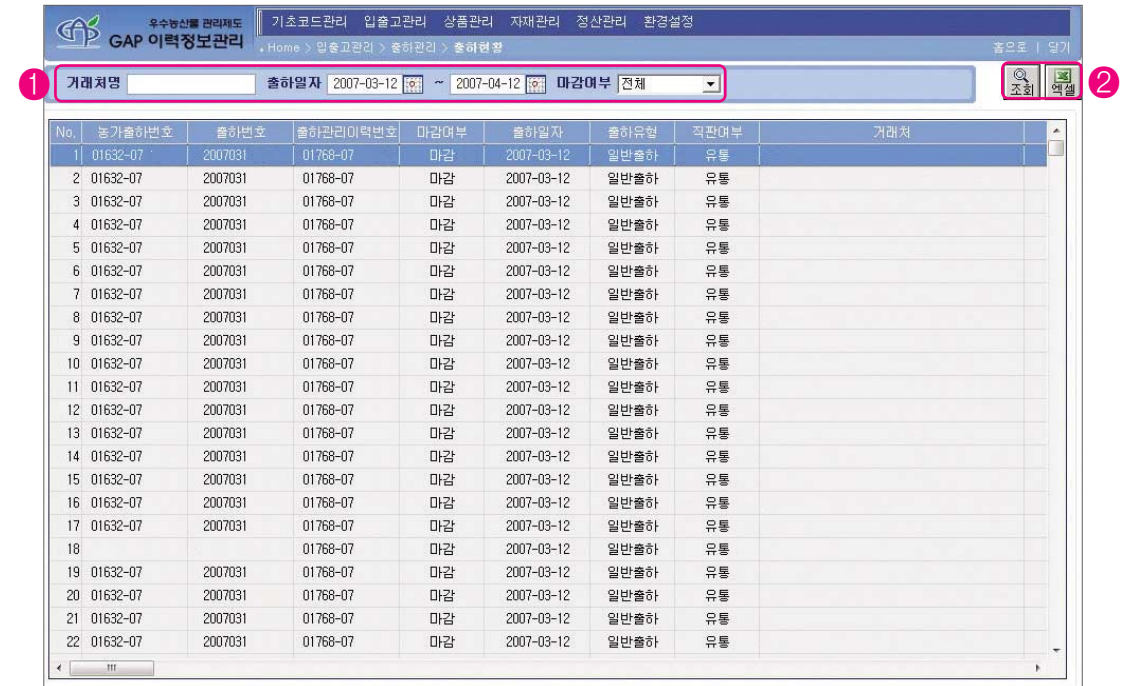 우수농산물 관리제도
GAP 이력정보관리
기초코드관리 입출고관리 상품관리 자재관리 정산관리 환경설정
Home > 입출고관리 > 출하관리 > 출하현황 홈으로 | 닫기
1 거래처명 출하일자 2007-03-12 ~ 2007-04-12 마감여부 전체 조회 엑셀 2
No. 농가출하번호 출하번호 출하관리이력번호 마감여부 출하일자 출하유형 직판여부 거래처
1 01632-07 2007031 01768-07 마감 2007-03-12 일반출하 유통
2 01632-07 2007031 01768-07 마감 2007-03-12 일반출하 유통
3 01632-07 2007031 01768-07 마감 2007-03-12 일반출하 유통
4 01632-07 2007031 01768-07 마감 2007-03-12 일반출하 유통
5 01632-07 2007031 01768-07 마감 2007-03-12 일반출하 유통
6 01632-07 2007031 01768-07 마감 2007-03-12 일반출하 유통
7 01632-07 2007031 01768-07 마감 2007-03-12 일반출하 유통
8 01632-07 2007031 01768-07 마감 2007-03-12 일반출하 유통
9 01632-07 2007031 01768-07 마감 2007-03-12 일반출하 유통
10 01632-07 2007031 01768-07 마감 2007-03-12 일반출하 유통
11 01632-07 2007031 01768-07 마감 2007-03-12 일반출하 유통
12 01632-07 2007031 01768-07 마감 2007-03-12 일반출하 유통
13 01632-07 2007031 01768-07 마감 2007-03-12 일반출하 유통
14 01632-07 2007031 01768-07 마감 2007-03-12 일반출하 유통
15 01632-07 2007031 01768-07 마감 2007-03-12 일반출하 유통
16 01632-07 2007031 01768-07 마감 2007-03-12 일반출하 유통
17 01632-07 2007031 01768-07 마감 2007-03-12 일반출하 유통
18 01768-07 마감 2007-03-12 일반출하 유통
19 01632-07 2007031 01768-07 마감 2007-03-12 일반출하 유통
20 01632-07 2007031 01768-07 마감 2007-03-12 일반출하 유통
21 01632-07 2007031 01768-07 마감 2007-03-12 일반출하 유통
22 01632-07 2007031 01768-07 마감 2007-03-12 일반출하 유통